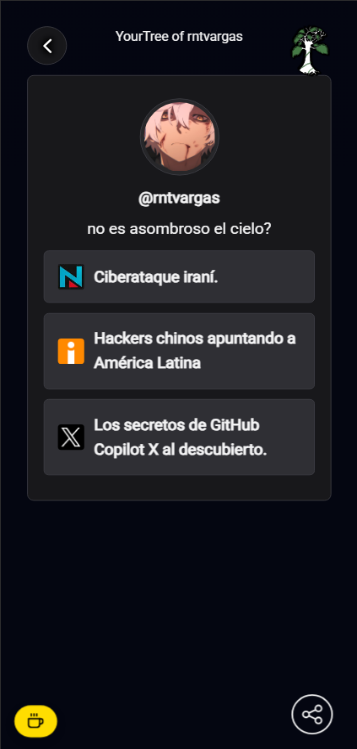 YourTree of rntvargas
@rntvargas
no es asombroso el cielo?
Ciberataque iraní.
Hackers chinos apuntando a
América Latina
Los secretos de GitHub
Copilot X al descubierto.